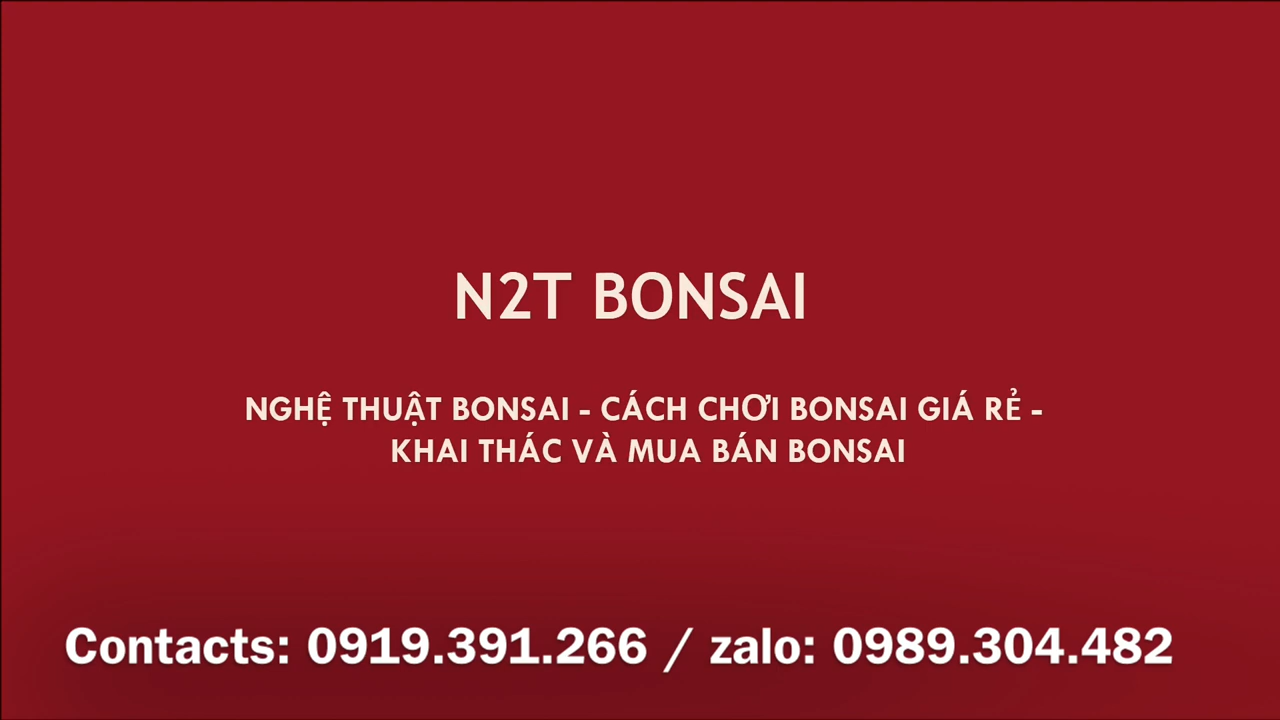 N2T BONSAI
NGHỆ THUẬT BONSAI - CÁCH CHƠI BONSAI GIÁ RẺ -
KHAI THÁC VÀ MUA BÁN BONSAI
Contacts: 0919.391.266 / zalo: 0989.304.482